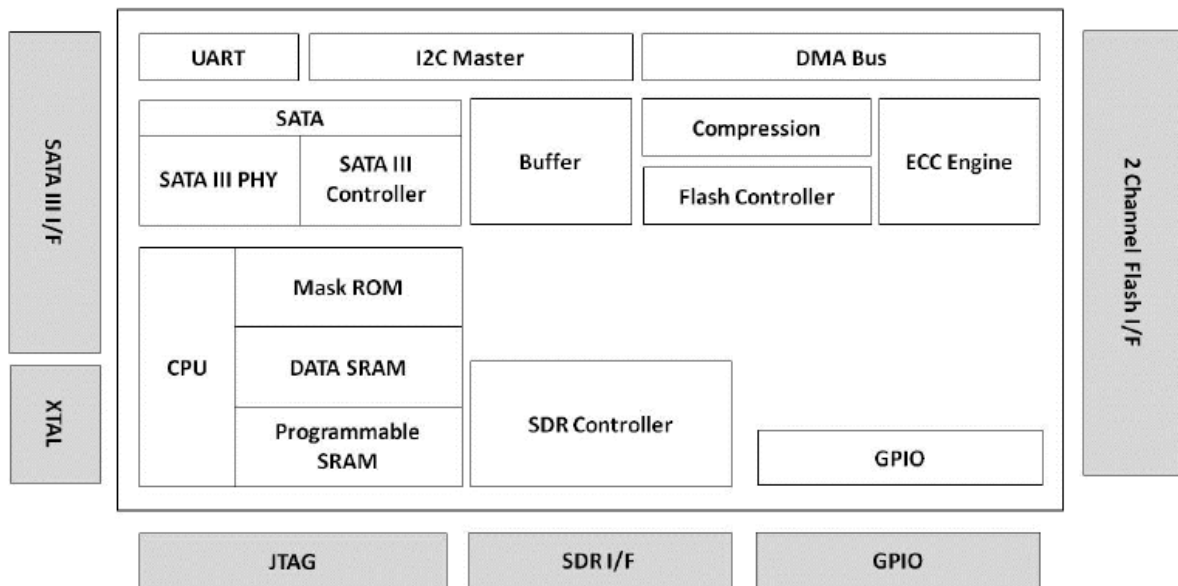 UART
I2C Master
DMA Bus
SATA
SATA III PHY
SATA III
Controller
Buffer
Compression
Flash Controller
ECC Engine
CPU
Mask ROM
DATA SRAM
Programmable
SRAM
SDR Controller
GPIO
SATA III I/F
XTAL
2 Channel Flash I/F
JTAG
SDR I/F
GPIO